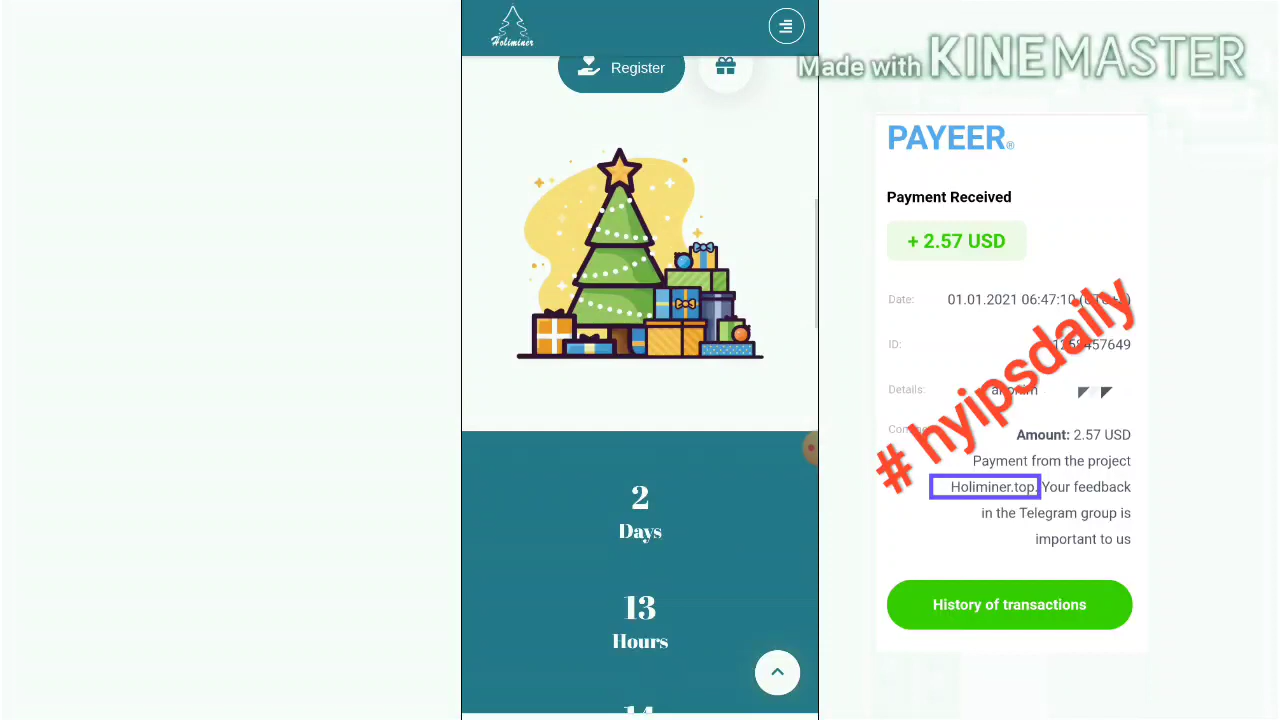 Holiminer
Register
2
Days
13
Hours
Made with KINEMASTER
PAYEER®
Payment Received
+ 2.57 USD
Date: 01.01.2021 06:47:10
ID:
Details: anonim
Amount: 2.57 USD
Payment from the project
Holiminer.top. Your feedback
in the Telegram group is
important to us
# hyipsdaily
History of transactions